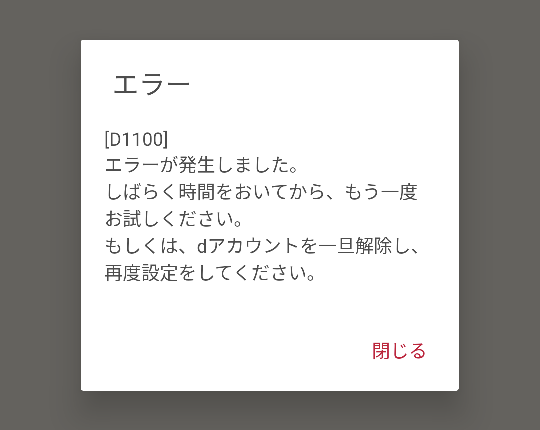 エラー
[D1100]
エラーが発生しました。
しばらく時間をおいてから、もう一度
お試しください。
もしくは、dアカウントを一旦解除し、
再度設定をしてください。
閉じる